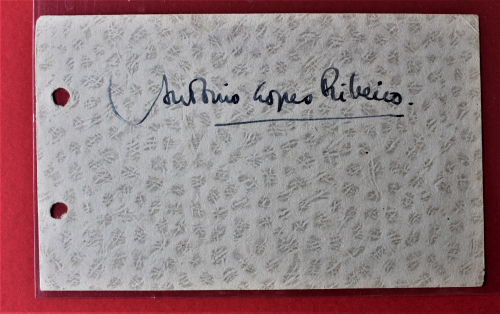 António Lopes Ribeiro.